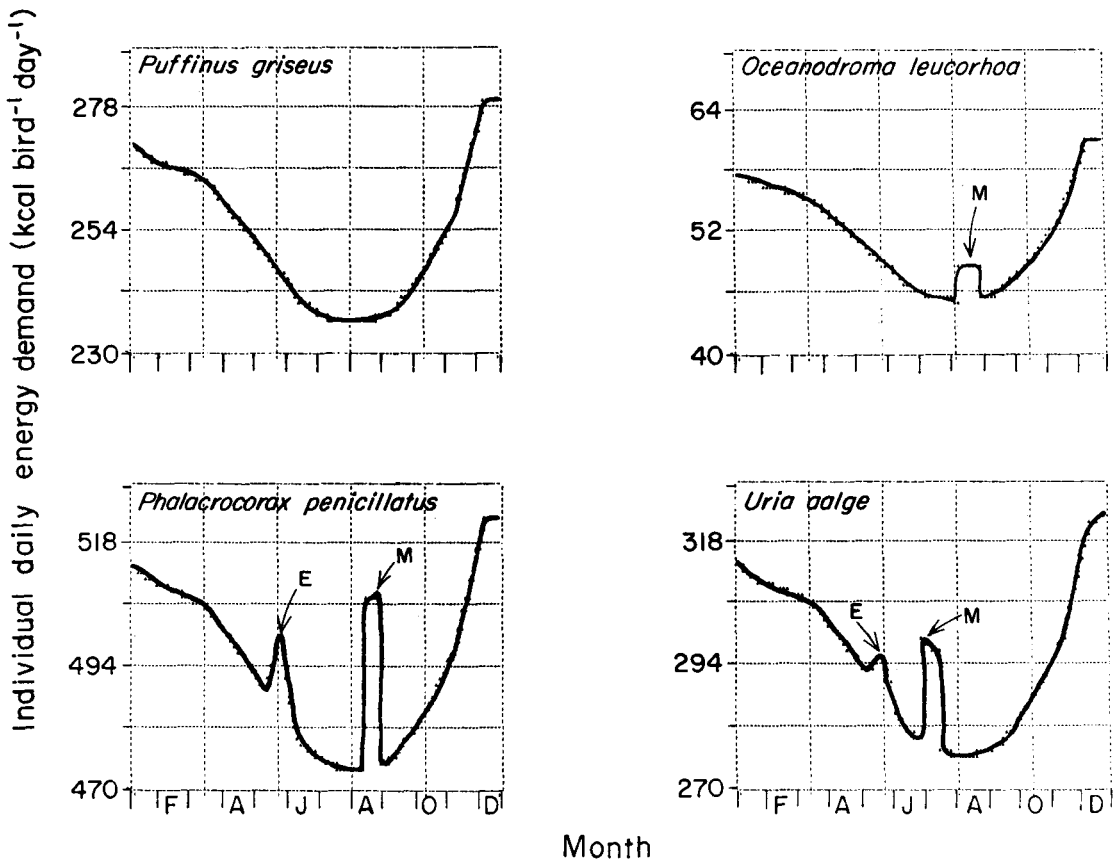 Individual daily energy demand (kcal bird⁻¹ day⁻¹)
Puffinus griseus
278
254
230
Oceanodroma leucorhoa
64
52
40
M
Phalacrocorax penicillatus
518
494
470
E
M
F A J A O D
Uria aalge
318
294
270
E
M
F A J A O D
Month